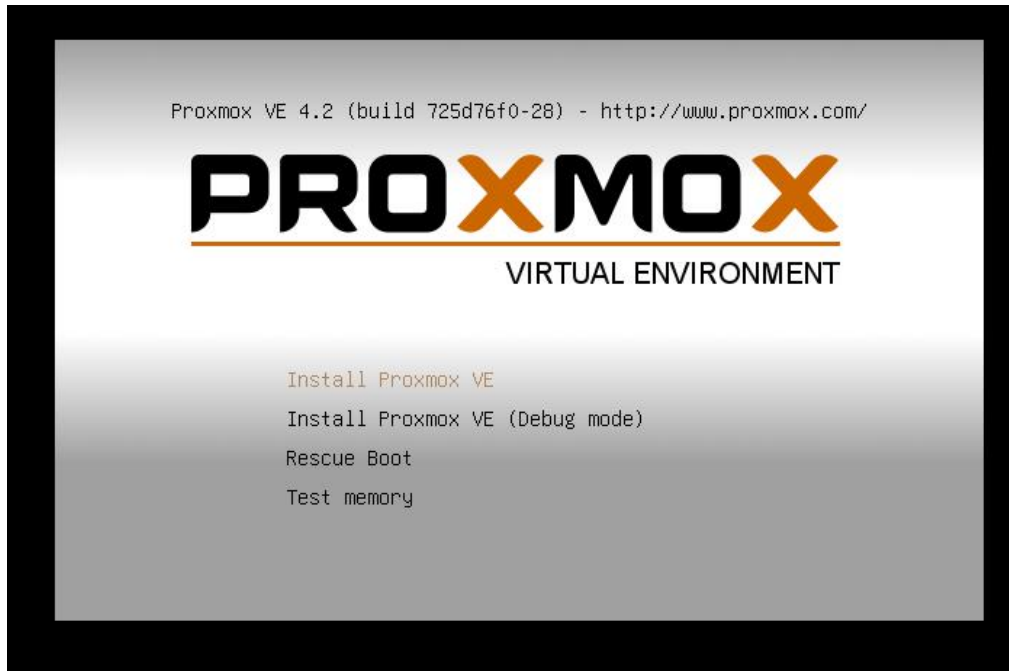 Proxmox VE 4.2 (build 725d76f0-28) - http://www.proxmox.com/
PROXMOX
VIRTUAL ENVIRONMENT
Install Proxmox VE
Install Proxmox VE (Debug mode)
Rescue Boot
Test memory